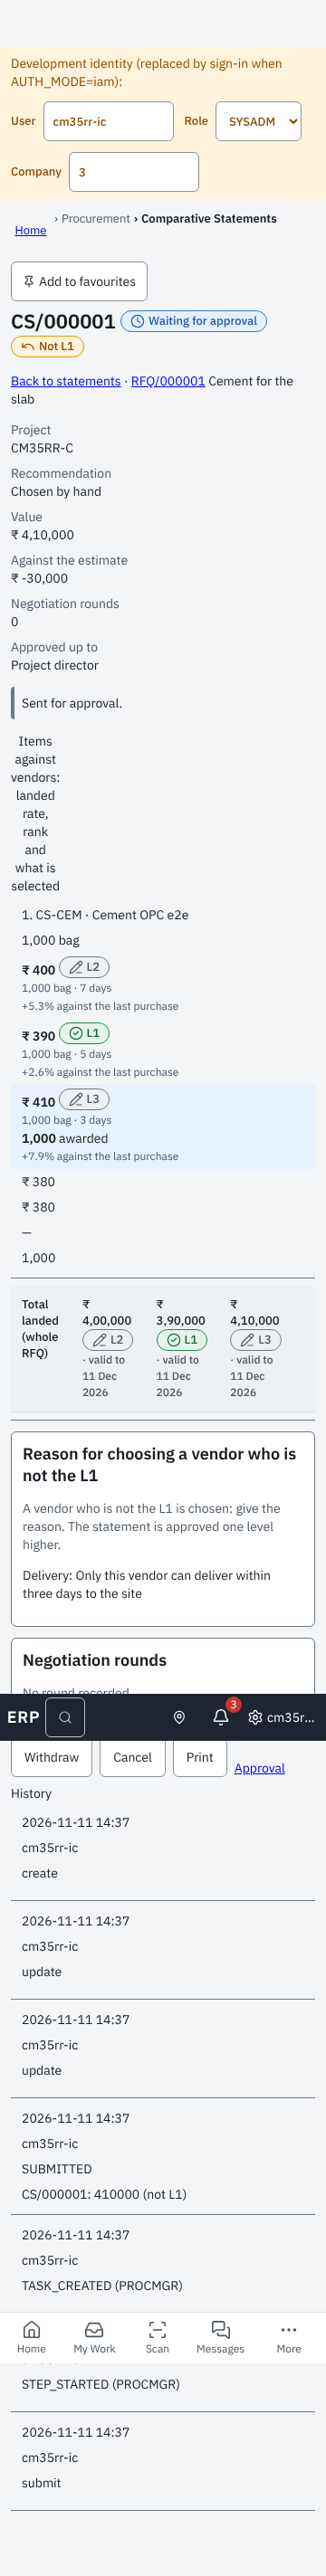 Development identity (replaced by sign-in when
AUTH_MODE=iam):
User cm35rr-ic Role SYSADM
Company 3
Home › Procurement › Comparative Statements
Add to favourites
CS/000001 Waiting for approval
Not L1
Back to statements · RFQ/000001 Cement for the
slab
Project
CM35RR-C
Recommendation
Chosen by hand
Value
₹ 4,10,000
Against the estimate
₹ -30,000
Negotiation rounds
0
Approved up to
Project director
Sent for approval.
Items
against
vendors:
landed
rate,
rank
and
what is
selected
1. CS-CEM · Cement OPC e2e
1,000 bag
₹ 400 L2
1,000 bag · 7 days
+5.3% against the last purchase
₹ 390 L1
1,000 bag · 5 days
+2.6% against the last purchase
₹ 410 L3
1,000 bag · 3 days
1,000 awarded
+7.9% against the last purchase
₹ 380
₹ 380
—
1,000
Total landed (whole RFQ)
₹ 4,00,000 L2 · valid to 11 Dec 2026
₹ 3,90,000 L1 · valid to 11 Dec 2026
₹ 4,10,000 L3 · valid to 11 Dec 2026
Reason for choosing a vendor who is
not the L1
A vendor who is not the L1 is chosen: give the
reason. The statement is approved one level
higher.
Delivery: Only this vendor can deliver within
three days to the site
Negotiation rounds
No round recorded
ERP 3 cm35r...
Withdraw Cancel Print Approval
History
2026-11-11 14:37
cm35rr-ic
create
2026-11-11 14:37
cm35rr-ic
update
2026-11-11 14:37
cm35rr-ic
update
2026-11-11 14:37
cm35rr-ic
SUBMITTED
CS/000001: 410000 (not L1)
2026-11-11 14:37
cm35rr-ic
TASK_CREATED (PROCMGR)
Home My Work Scan Messages More
STEP_STARTED (PROCMGR)
2026-11-11 14:37
cm35rr-ic
submit